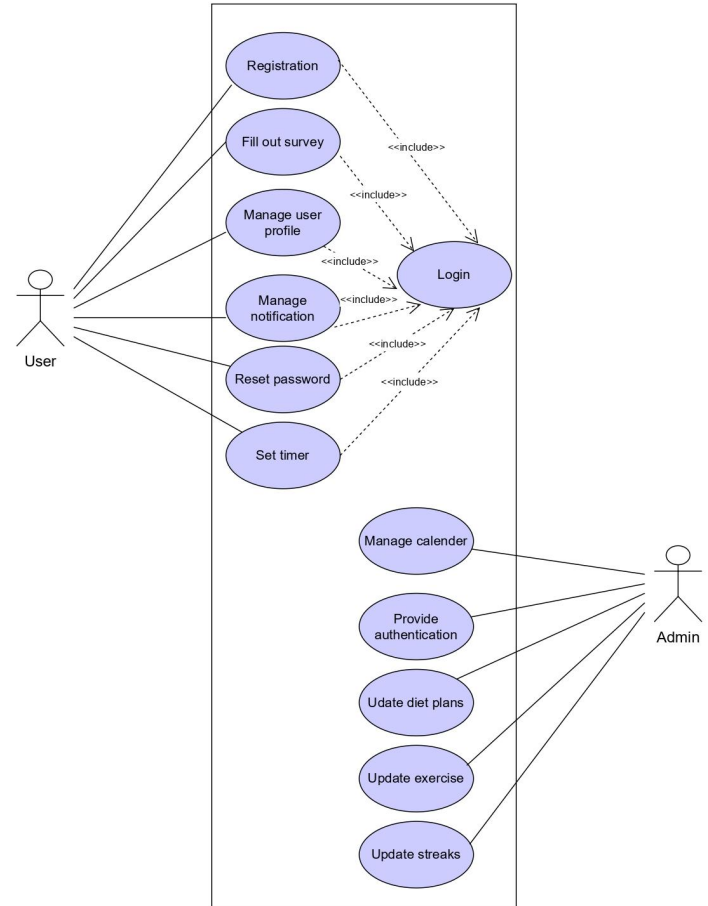 Registration
<<include>>
Fill out survey
<<include>>
Manage user
profile
<<include>>
Login
Manage
notification
<<include>>
Reset password
<<include>>
Set timer
<<include>>
User
Manage calender
Provide
authentication
Udate diet plans
Update exercise
Update streaks
Admin